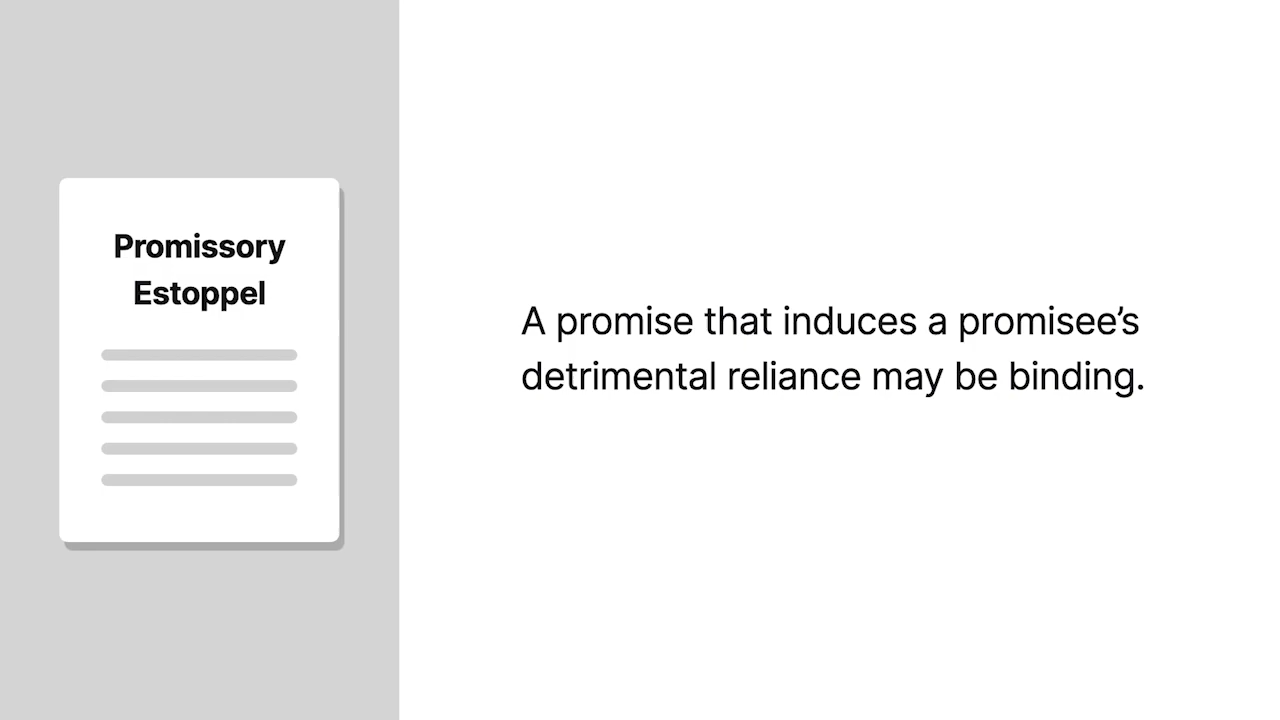 Promissory
Estoppel
A promise that induces a promisee’s
detrimental reliance may be binding.